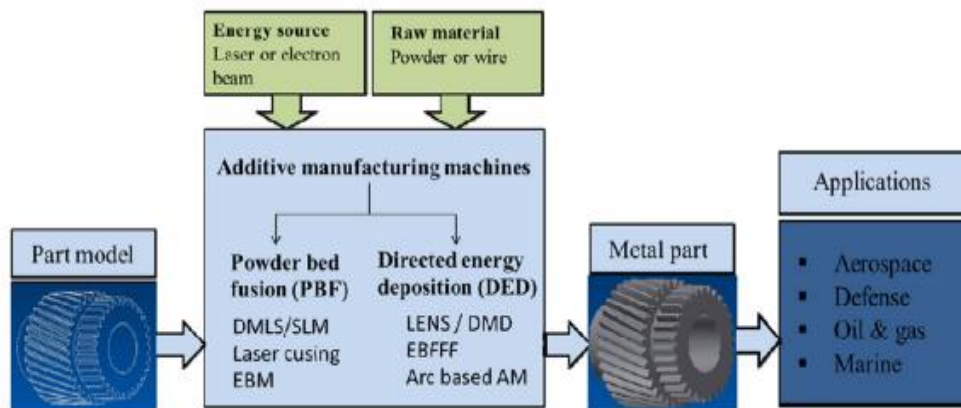 Energy source
Laser or electron
beam
Raw material
Powder or wire
Additive manufacturing machines
Powder bed
fusion (PBF)
DMLS/SLM
Laser cusing
EBM
Directed energy
deposition (DED)
LENS / DMD
EBFFF
Arc based AM
Part model
Metal part
Applications
▪ Aerospace
▪ Defense
▪ Oil & gas
▪ Marine